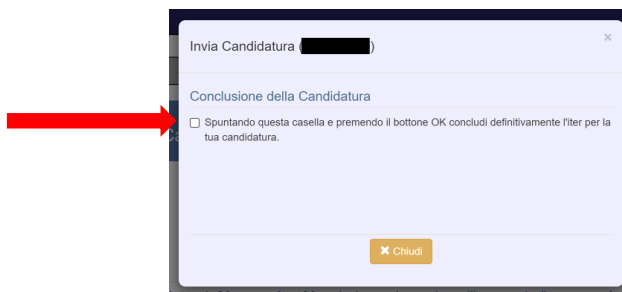 Invia Candidatura ( )
×
Conclusione della Candidatura
Spuntando questa casella e premendo il bottone OK concludi definitivamente l'iter per la
tua candidatura.
✖ Chiudi